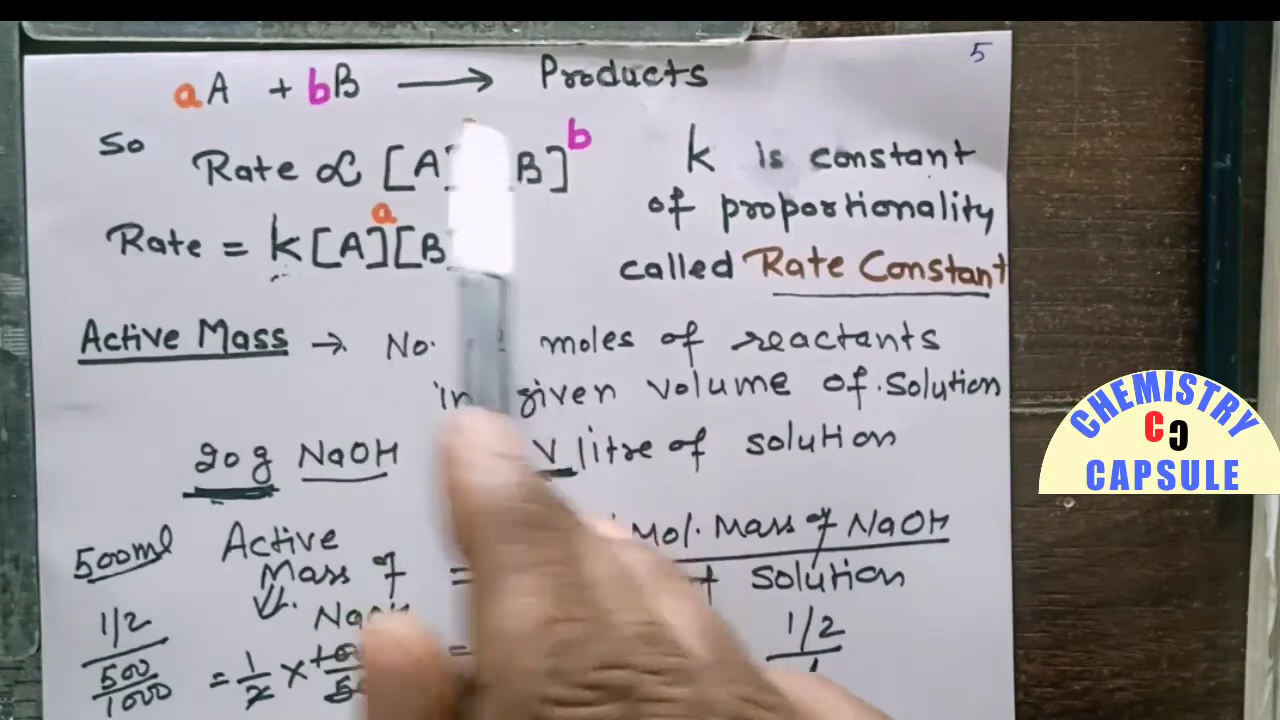 5
aA + bB ⟶ Products
So
Rate ∝ [A] B]ᵇ
Rate = k[A]ᵃ[B
k is constant
of proportionality
called Rate Constant
Active Mass → No. moles of reactants
in given volume of solution
20g NaOH V litre of solution
500ml Active Mol. Mass of NaOH
Mass of = solution
1/2
500
1000
= 1/2 ×
=
1/2
CHEMISTRY
CC
CAPSULE